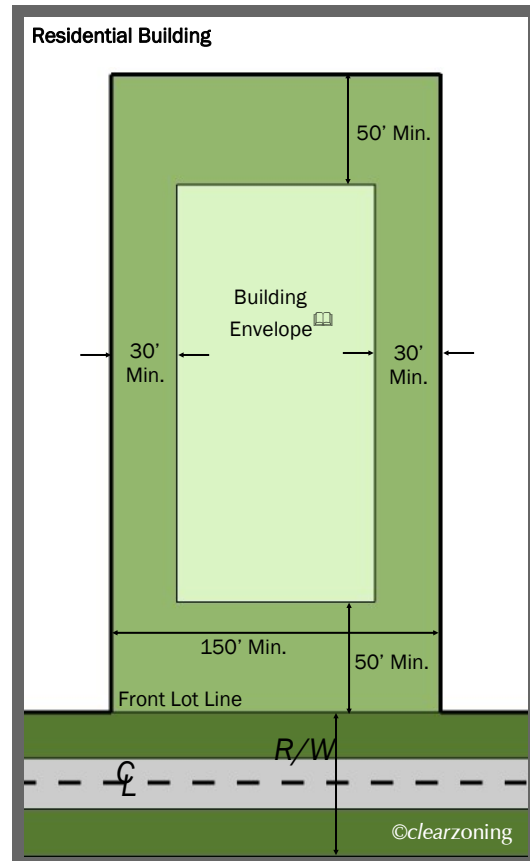 Residential Building
50’ Min.
Building
Envelope
30’
Min.
30’
Min.
150’ Min.
50’ Min.
Front Lot Line
R/W
CL
©clearzoning